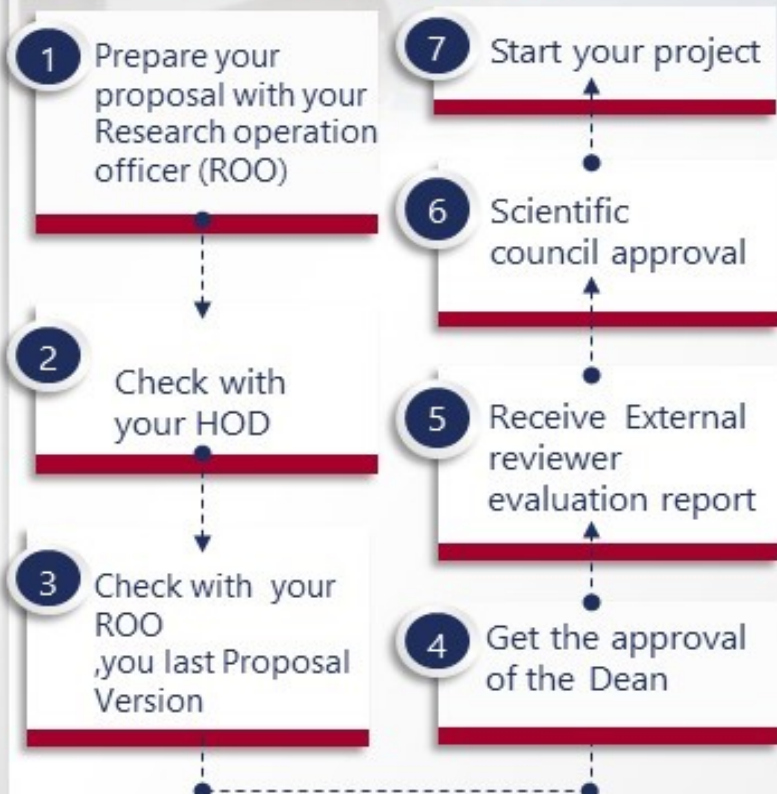 1
Prepare your
proposal with your
Research operation
officer (ROO)
2
Check with
your HOD
3
Check with your
ROO
,you last Proposal
Version
4
Get the approval
of the Dean
5
Receive External
reviewer
evaluation report
6
Scientific
council approval
7
Start your project